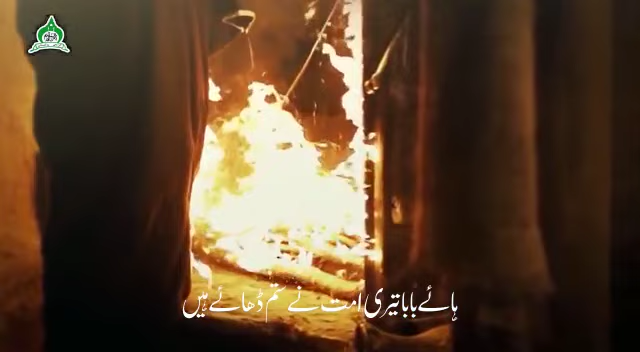 ہائے بابا تیری امت نے ستم ڈھائے ہیں